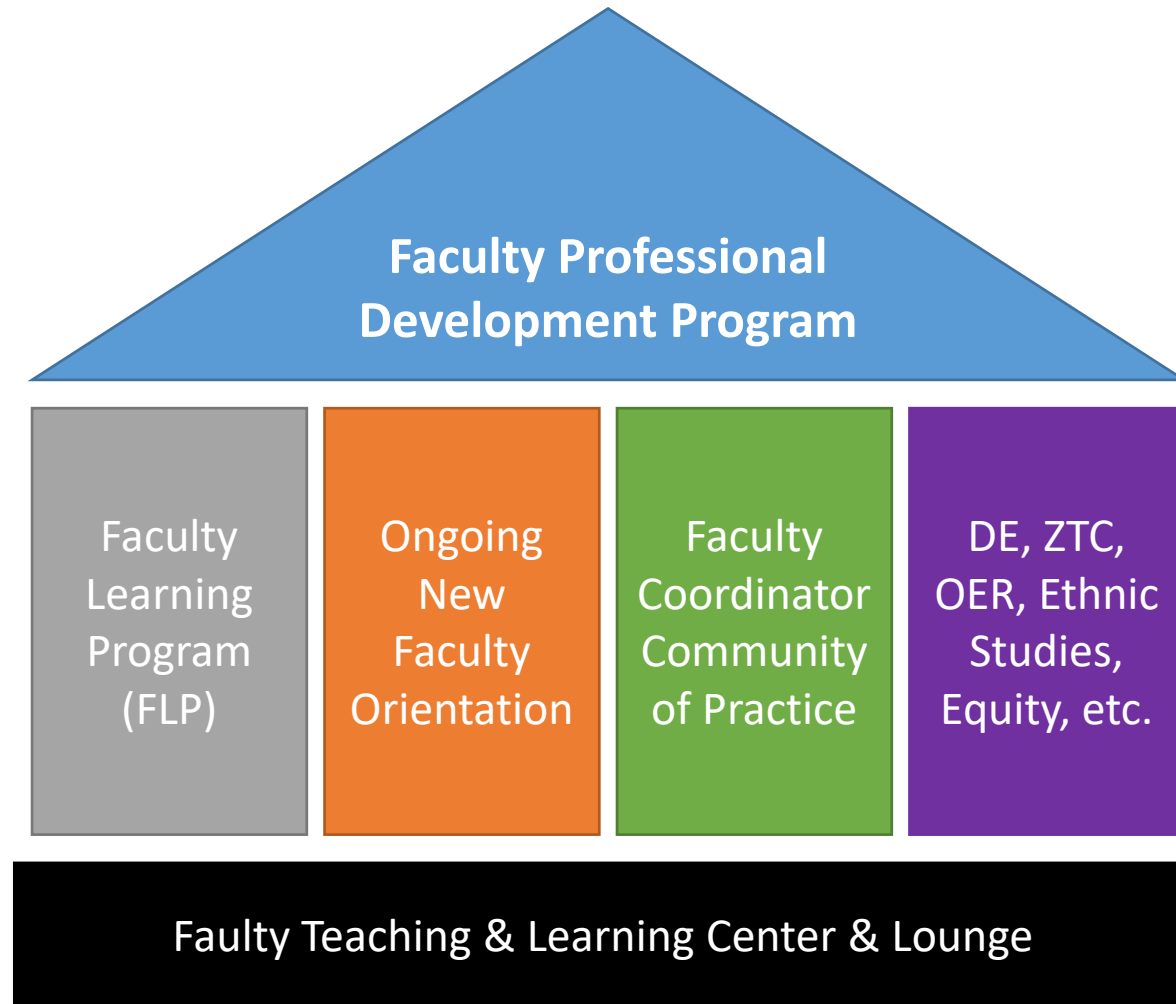 Faculty Professional
Development Program
Faculty
Learning
Program
(FLP)
Ongoing
New
Faculty
Orientation
Faculty
Coordinator
Community
of Practice
DE, ZTC,
OER, Ethnic
Studies,
Equity, etc.
Faulty Teaching & Learning Center & Lounge